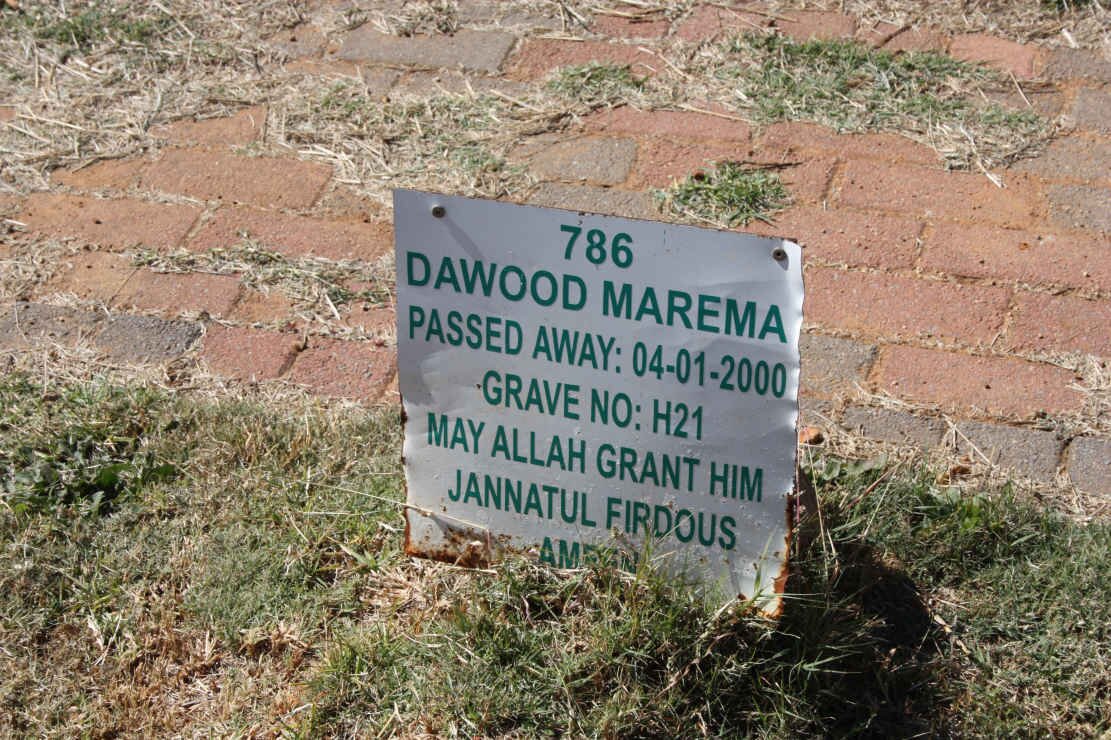 786
DAWOOD MAREMA
PASSED AWAY: 04-01-2000
GRAVE NO: H21
MAY ALLAH GRANT HIM
JANNATUL FIRDOUS